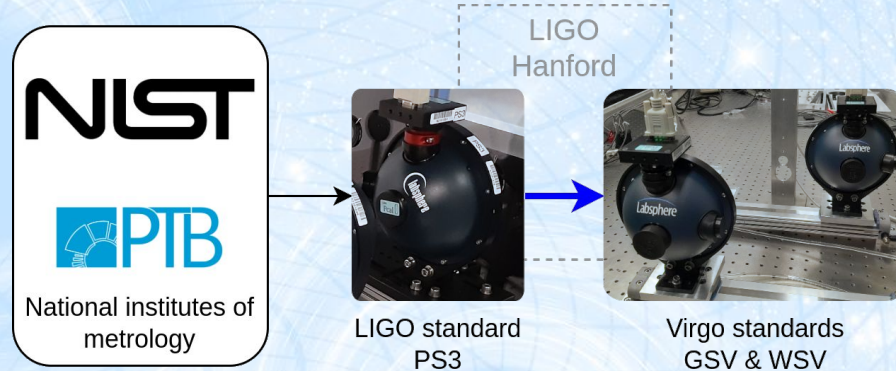 NIST
PTB
National institutes of
metrology
LIGO
Hanford
PS3
labsphere
LIGO standard
PS3
Labsphere
Labsphere
Virgo standards
GSV & WSV